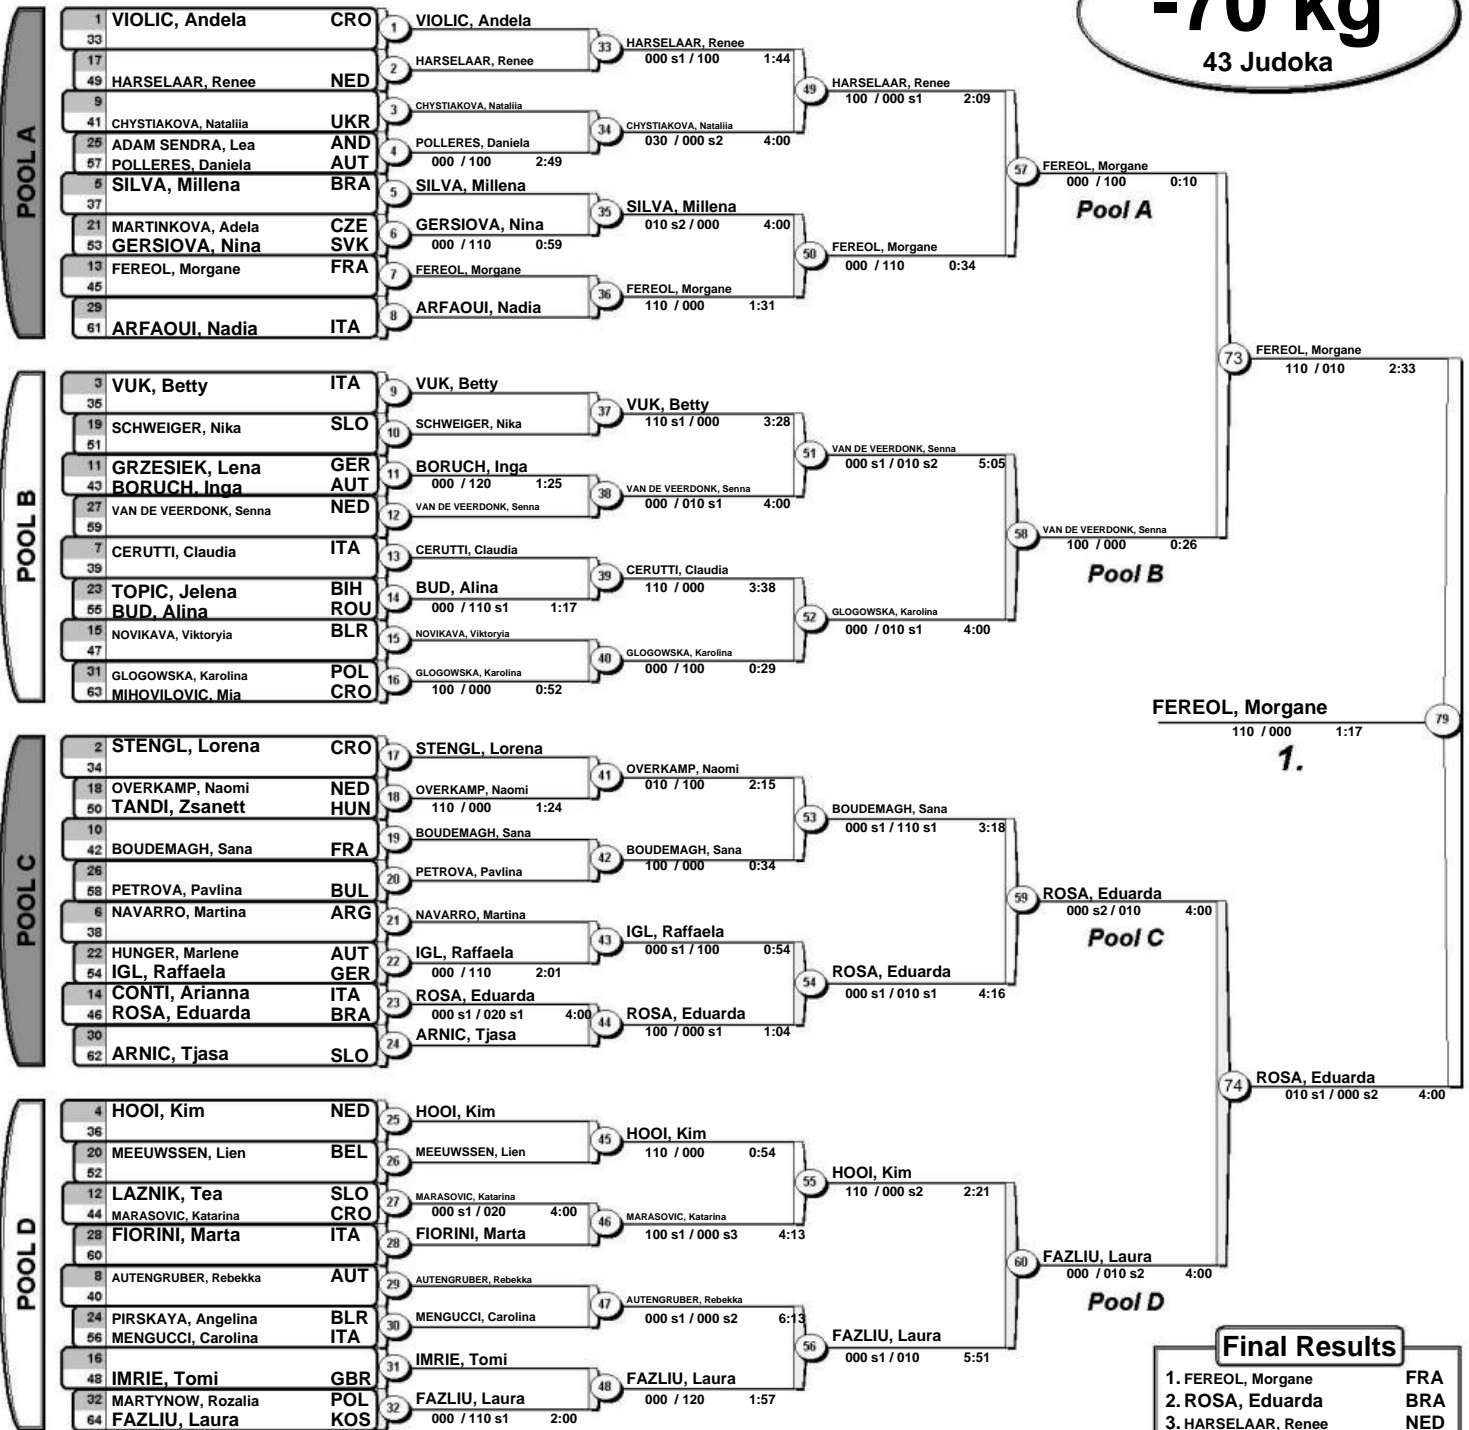 -70 kg
43 Judoka
POOL A
1 VIOLIC, Andela CRO
33
17
49 HARSELAAR, Renee NED
9
41 CHYSTIAKOVA, Nataliia UKR
25 ADAM SENDRA, Lea AND
57 POLLERES, Daniela AUT
5 SILVA, Millena BRA
37
21 MARTINKOVA, Adela CZE
53 GERSIOVA, Nina SVK
13 FEREOL, Morgane FRA
45
29
61 ARFAOUI, Nadia ITA
1 VIOLIC, Andela
2 HARSELAAR, Renee
3 CHYSTIAKOVA, Nataliia
4 POLLERES, Daniela
000 / 100 2:49
5 SILVA, Millena
6 GERSIOVA, Nina
000 / 110 0:59
7 FEREOL, Morgane
8 ARFAOUI, Nadia
33 HARSELAAR, Renee
000 s1 / 100 1:44
34 CHYSTIAKOVA, Nataliia
030 / 000 s2 4:00
35 SILVA, Millena
010 s2 / 000 4:00
36 FEREOL, Morgane
110 / 000 1:31
49 HARSELAAR, Renee
100 / 000 s1 2:09
50 FEREOL, Morgane
000 / 110 0:34
57 FEREOL, Morgane
000 / 100 0:10
Pool A
POOL B
3 VUK, Betty ITA
35
19 SCHWEIGER, Nika SLO
51
11 GRZESIEK, Lena GER
43 BORUCH, Inga AUT
27 VAN DE VEERDONK, Senna NED
59
7 CERUTTI, Claudia ITA
39
23 TOPIC, Jelena BIH
55 BUD, Alina ROU
15 NOVIKAVA, Viktoryia BLR
47
31 GLOGOWSKA, Karolina POL
63 MIHOVILOVIC, Mia CRO
9 VUK, Betty
10 SCHWEIGER, Nika
11 BORUCH, Inga
000 / 120 1:25
12 VAN DE VEERDONK, Senna
13 CERUTTI, Claudia
14 BUD, Alina
000 / 110 s1 1:17
15 NOVIKAVA, Viktoryia
16 GLOGOWSKA, Karolina
100 / 000 0:52
37 VUK, Betty
110 s1 / 000 3:28
38 VAN DE VEERDONK, Senna
000 / 010 s1 4:00
39 CERUTTI, Claudia
110 / 000 3:38
40 GLOGOWSKA, Karolina
000 / 100 0:29
51 VAN DE VEERDONK, Senna
000 s1 / 010 s2 5:05
52 GLOGOWSKA, Karolina
000 / 010 s1 4:00
58 VAN DE VEERDONK, Senna
100 / 000 0:26
Pool B
73 FEREOL, Morgane
110 / 010 2:33
FEREOL, Morgane 79
110 / 000 1:17
1.
POOL C
2 STENGL, Lorena CRO
34
18 OVERKAMP, Naomi NED
50 TANDI, Zsanett HUN
10
42 BOUDEMAGH, Sana FRA
26
58 PETROVA, Pavlina BUL
6 NAVARRO, Martina ARG
38
22 HUNGER, Marlene AUT
54 IGL, Raffaela GER
14 CONTI, Arianna ITA
46 ROSA, Eduarda BRA
30
62 ARNIC, Tjasa SLO
17 STENGL, Lorena
18 OVERKAMP, Naomi
110 / 000 1:24
19 BOUDEMAGH, Sana
20 PETROVA, Pavlina
21 NAVARRO, Martina
22 IGL, Raffaela
000 / 110 2:01
23 ROSA, Eduarda
000 s1 / 020 s1 4:00
24 ARNIC, Tjasa
41 OVERKAMP, Naomi
010 / 100 2:15
42 BOUDEMAGH, Sana
100 / 000 0:34
43 IGL, Raffaela
000 s1 / 100 0:54
44 ROSA, Eduarda
100 / 000 s1 1:04
53 BOUDEMAGH, Sana
000 s1 / 110 s1 3:18
54 ROSA, Eduarda
000 s1 / 010 s1 4:16
59 ROSA, Eduarda
000 s2 / 010 4:00
Pool C
POOL D
4 HOOI, Kim NED
36
20 MEEUWSSEN, Lien BEL
52
12 LAZNIK, Tea SLO
44 MARASOVIC, Katarina CRO
28 FIORINI, Marta ITA
60
8 AUTENGRUBER, Rebekka AUT
40
24 PIRSKAYA, Angelina BLR
56 MENGUCCI, Carolina ITA
16
48 IMRIE, Tomi GBR
32 MARTYNOW, Rozalia POL
64 FAZLIU, Laura KOS
25 HOOI, Kim
26 MEEUWSSEN, Lien
27 MARASOVIC, Katarina
000 s1 / 020 4:00
28 FIORINI, Marta
29 AUTENGRUBER, Rebekka
30 MENGUCCI, Carolina
31 IMRIE, Tomi
32 FAZLIU, Laura
000 / 110 s1 2:00
45 HOOI, Kim
110 / 000 0:54
46 MARASOVIC, Katarina
100 s1 / 000 s3 4:13
47 AUTENGRUBER, Rebekka
000 s1 / 000 s2 6:13
48 FAZLIU, Laura
000 / 120 1:57
55 HOOI, Kim
110 / 000 s2 2:21
56 FAZLIU, Laura
000 s1 / 010 5:51
60 FAZLIU, Laura
000 / 010 s2 4:00
Pool D
74 ROSA, Eduarda
010 s1 / 000 s2 4:00
Final Results
1. FEREOL, Morgane FRA
2. ROSA, Eduarda BRA
3. HARSELAAR, Renee NED